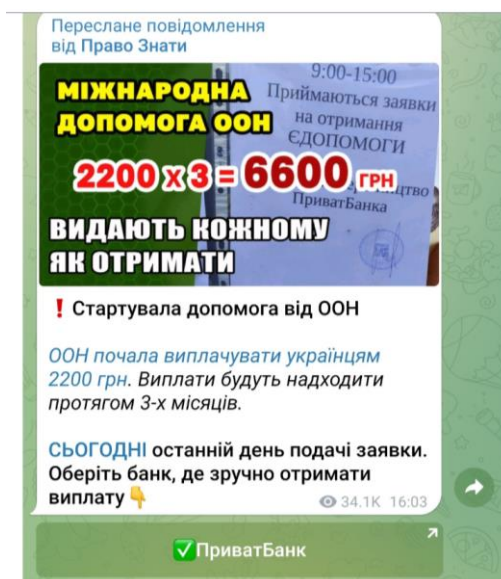 Переслане повідомлення
від Право Знати
МІЖНАРОДНА
ДОПОМОГА ООН
9:00-15:00
Приймаються заявки
на отримання
ЄДОПОМОГИ
2200 х 3 = 6600 ГРН
ПриватБанка
ВИДАЮТЬ КОЖНОМУ
ЯК ОТРИМАТИ
❗ Стартувала допомога від ООН
ООН почала виплачувати українцям
2200 грн. Виплати будуть надходити
протягом 3-х місяців.
СЬОГОДНІ останній день подачі заявки.
Оберіть банк, де зручно отримати
виплату👇
34.1K 16:03
✅ПриватБанк